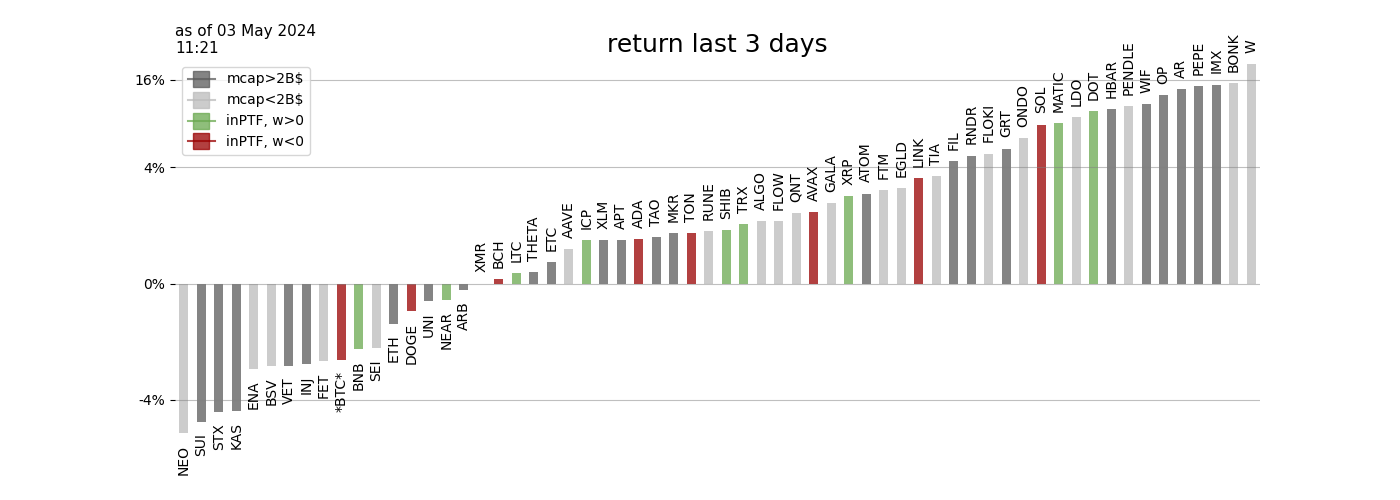 as of 03 May 2024
11:21
return last 3 days
mcap>2B$
mcap<2B$
inPTF, w>0
inPTF, w<0
16%
4%
0%
-4%
NEO
SUI
STX
KAS
ENA
BSV
VET
INJ
FET
*BTC*
BNB
SEI
ETH
DOGE
UNI
NEAR
ARB
XMR
BCH
LTC
THETA
ETC
AAVE
ICP
XLM
APT
ADA
TAO
MKR
TON
RUNE
SHIB
TRX
ALGO
FLOW
QNT
AVAX
GALA
XRP
ATOM
FTM
EGLD
LINK
TIA
FIL
RNDR
FLOKI
GRT
ONDO
SOL
MATIC
LDO
DOT
HBAR
PENDLE
WIF
OP
AR
PEPE
IMX
BONK
W